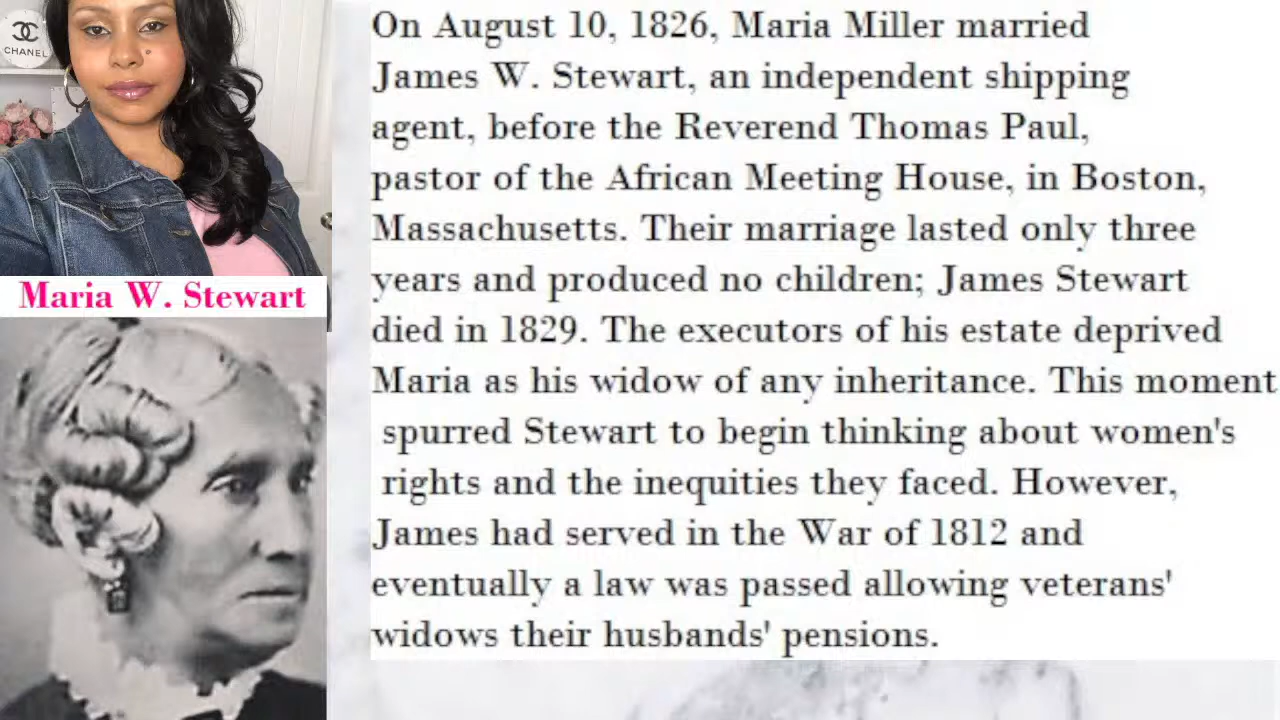 CHANEL
Maria W. Stewart
On August 10, 1826, Maria Miller married
James W. Stewart, an independent shipping
agent, before the Reverend Thomas Paul,
pastor of the African Meeting House, in Boston,
Massachusetts. Their marriage lasted only three
years and produced no children; James Stewart
died in 1829. The executors of his estate deprived
Maria as his widow of any inheritance. This moment
spurred Stewart to begin thinking about women's
rights and the inequities they faced. However,
James had served in the War of 1812 and
eventually a law was passed allowing veterans'
widows their husbands' pensions.